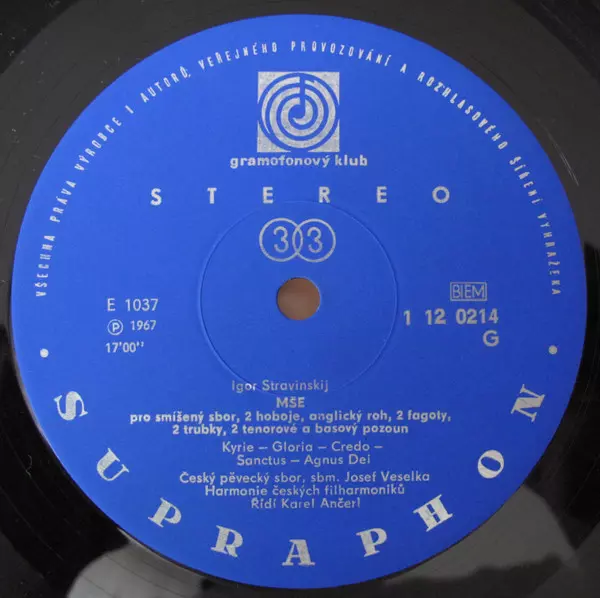 VŠECHNA PRÁVA VÝROBCE I AUTORŮ, VEŘEJNÉHO PROVOZOVÁNÍ A ROZHLASOVÉHO ŠÍŘENÍ VYHRAŽENA
gramofonový klub
STEREO
33
E 1037
℗ 1967
17'00''
BIEM
1 12 0214
G
Igor Stravinskij
MŠE
pro smíšený sbor, 2 hoboje, anglický roh, 2 fagoty,
2 trubky, 2 tenorové a basový pozoun
Kyrie – Gloria – Credo –
Sanctus – Agnus Dei
Český pěvecký sbor, sbm. Josef Veselka
Harmonie českých filharmoniků
Řídí Karel Ančerl
• SUPRAPHON •